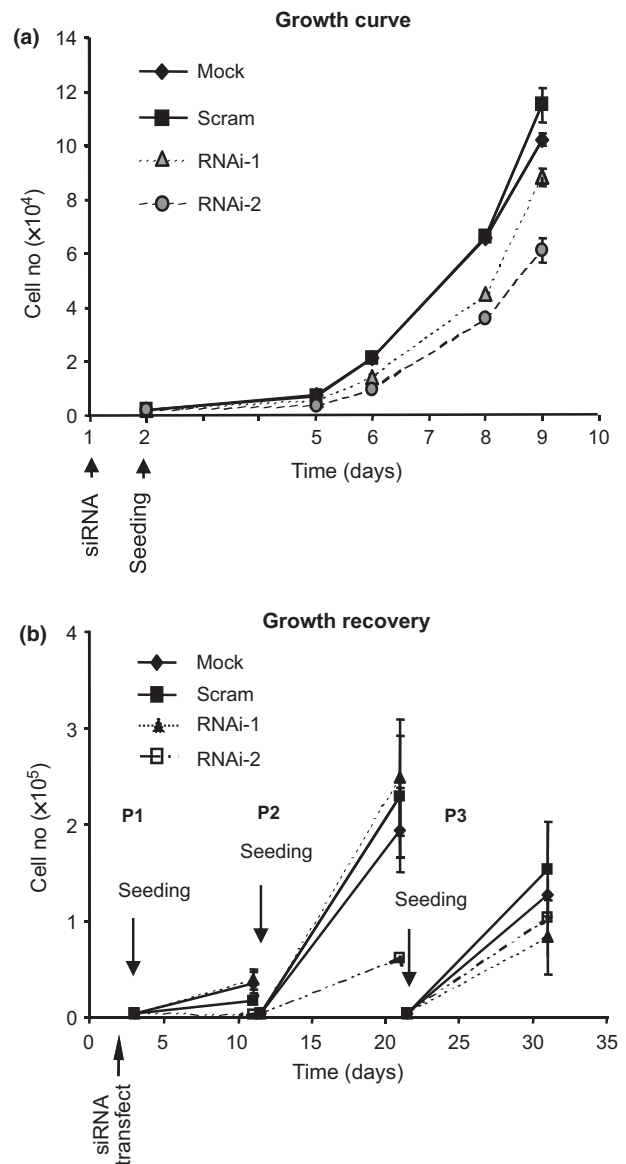 Growth curve
(a)
14
12
10
8
6
4
2
0
Cell no (×10⁴)
Mock
Scram
RNAi-1
RNAi-2
1 2 5 6 7 8 9 10
Time (days)
siRNA
Seeding
Growth recovery
(b)
4
3
2
1
0
Cell no (×10⁵)
Mock
Scram
RNAi-1
RNAi-2
P1
P2
P3
Seeding
Seeding
Seeding
0 5 10 15 20 25 30 35
Time (days)
siRNA
transfect